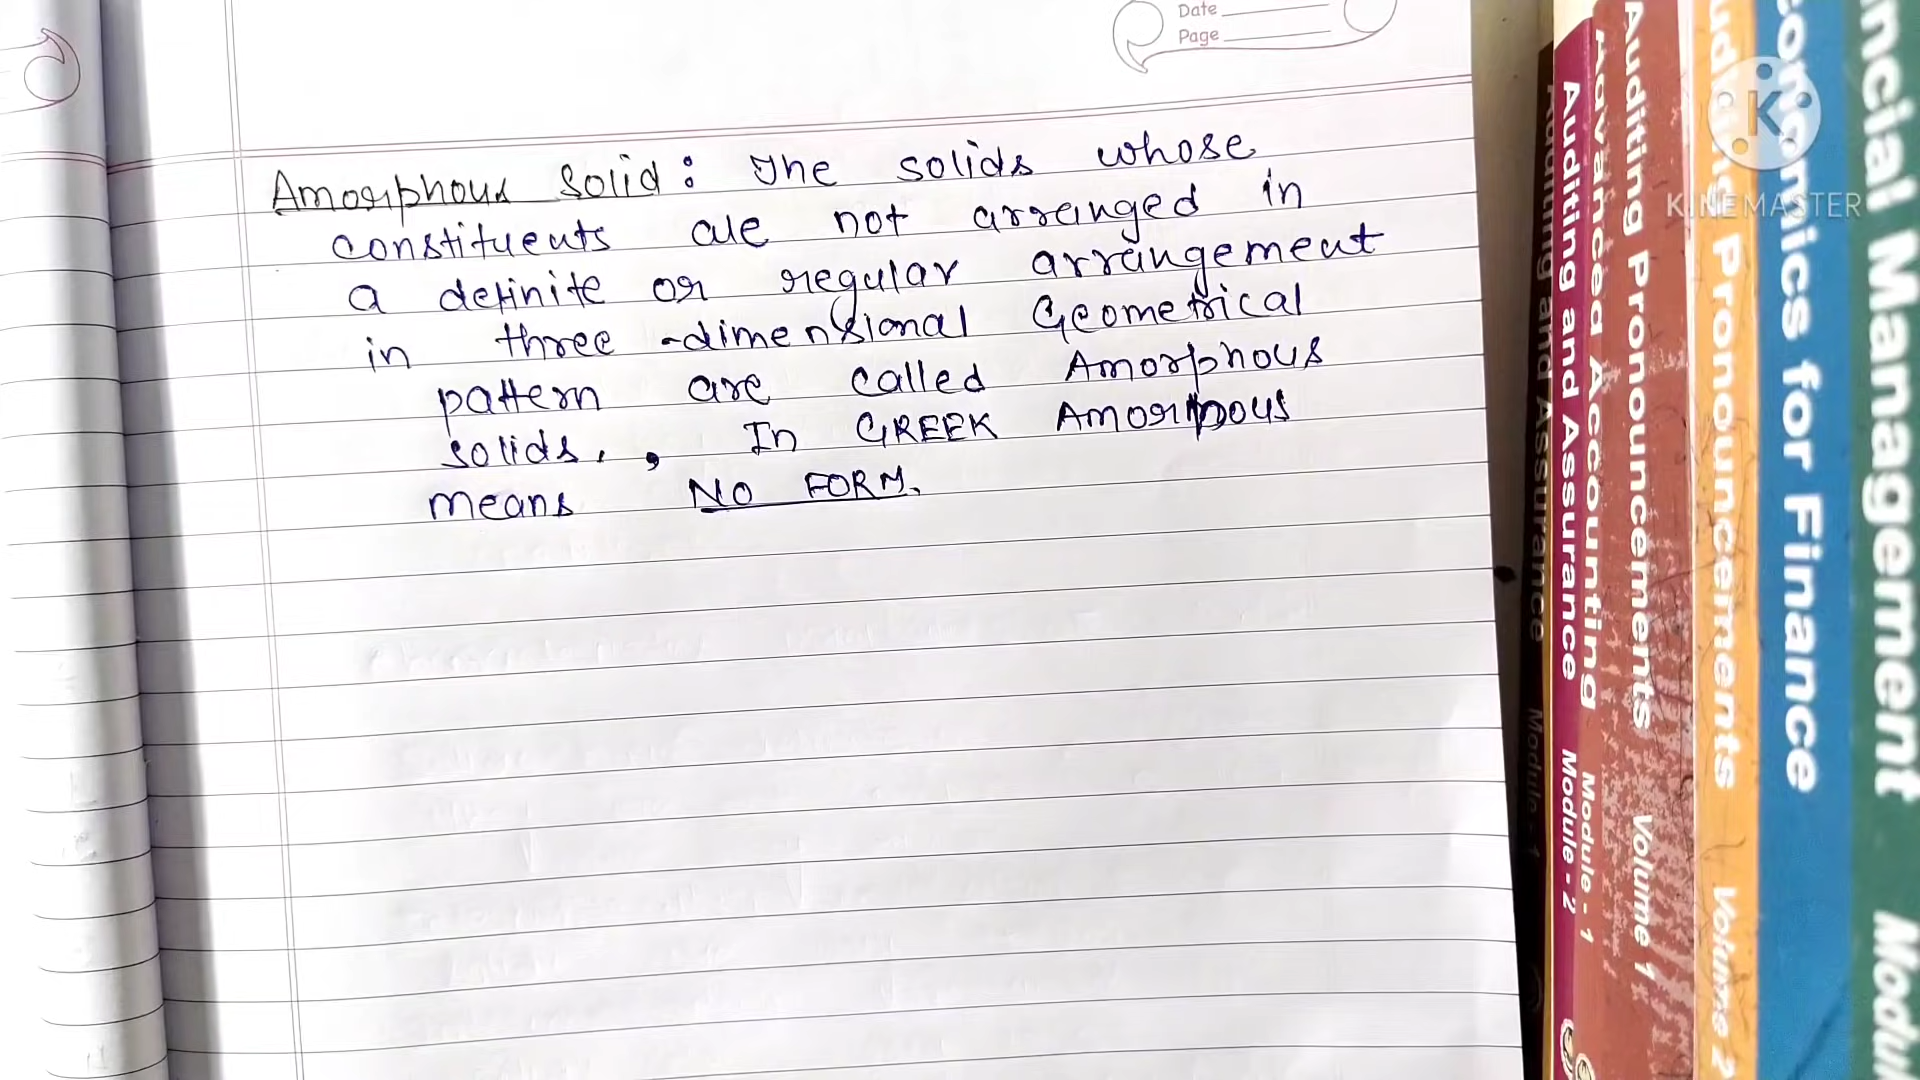 Date
Page
Amorphous Solid : The solids whose
constituents are not arranged in
a definite or regular arrangement
in three -dimensional Geometrical
pattern are called Amorphous
solids. , In GREEK Amorphous
means NO FORM.
Auditing and Assurance Module - 1
Auditing and Assurance Module - 2
Advanced Accounting Module - 1
Auditing Pronouncements Volume 1
Auditing Pronouncements Volume 2
conomics for Finance
ncial Management Modul
K
KINEMASTER